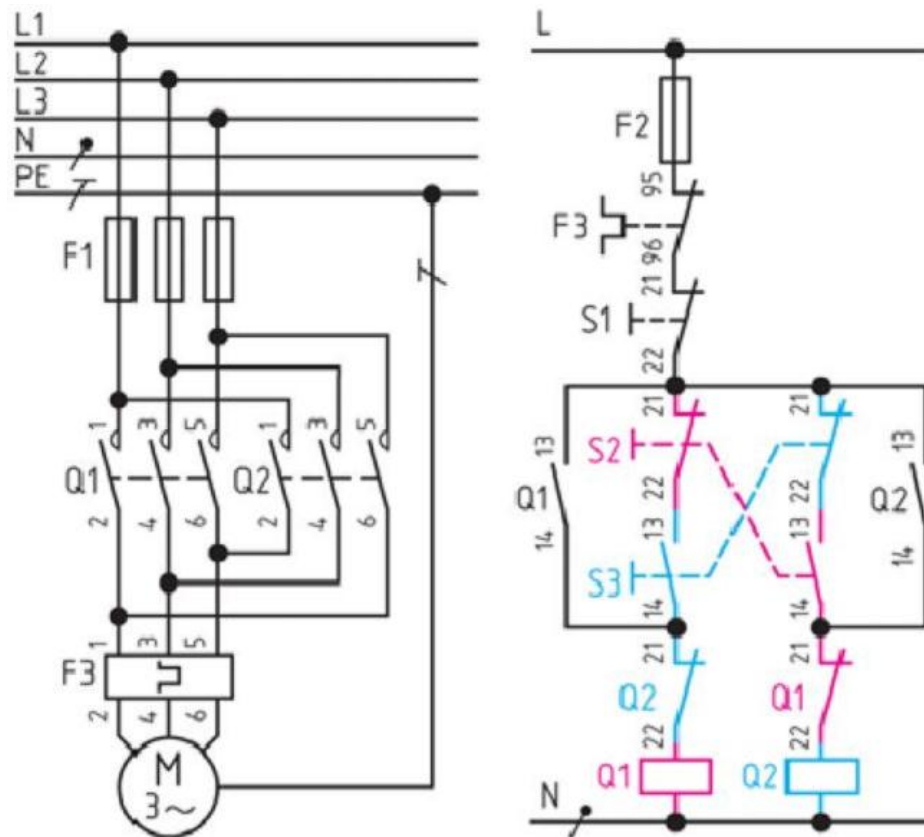 L1
L2
L3
N
PE
F1
1 3 5 1 3 5
Q1 Q2
2 4 6 2 4 6
1 3 5
F3
2 4 6
M
3~
L
F2
95
F3
96
21
S1
22
21 21
13 S2 13
Q1 22 22 Q2
14 13 13 14
S3
14 14
21 21
Q2 Q1
22 22
Q1 Q2
N